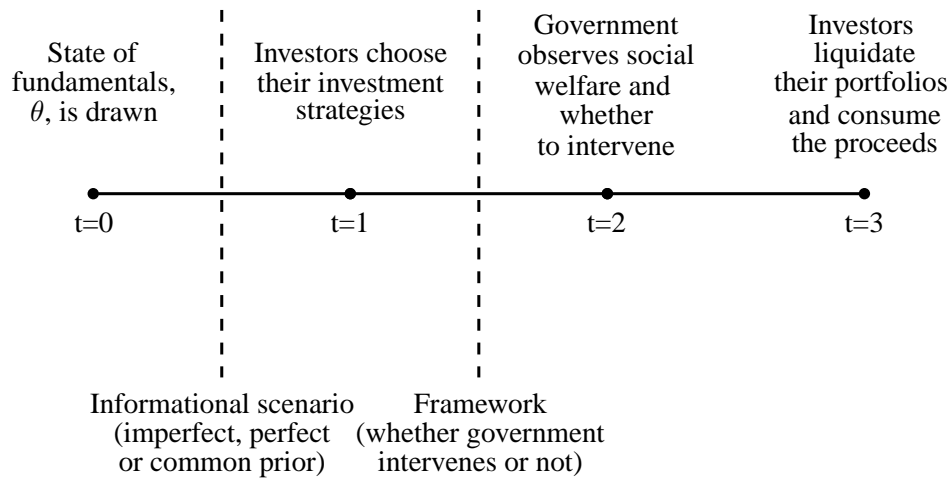 State of
fundamentals,
θ, is drawn
Investors choose
their investment
strategies
Government
observes social
welfare and
whether
to intervene
Investors
liquidate
their portfolios
and consume
the proceeds
t=0
t=1
t=2
t=3
Informational scenario
(imperfect, perfect
or common prior)
Framework
(whether government
intervenes or not)